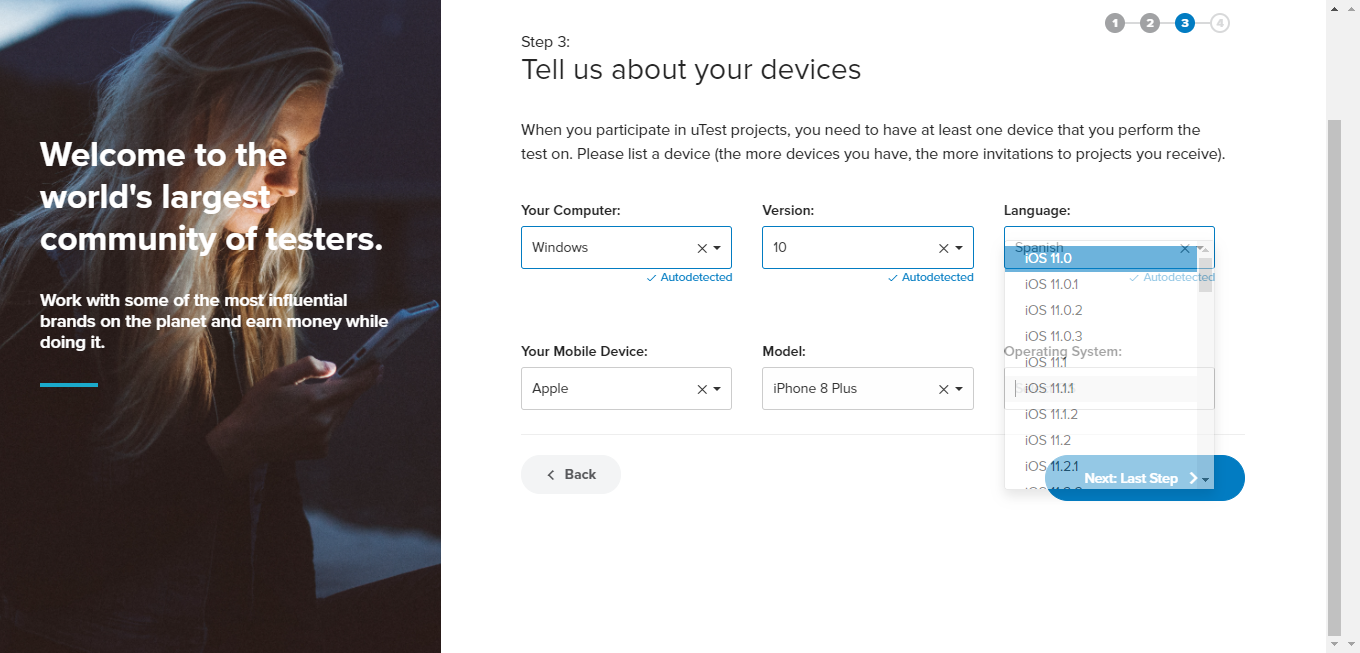 1 2 3 4
Step 3:
Tell us about your devices
When you participate in uTest projects, you need to have at least one device that you perform the
test on. Please list a device (the more devices you have, the more invitations to projects you receive).
Welcome to the
world's largest
community of testers.
Work with some of the most influential
brands on the planet and earn money while
doing it.
Your Computer:
Windows
Autodetected
Version:
10
Autodetected
Language:
Spanish
Autodetected
Your Mobile Device:
Apple
Model:
iPhone 8 Plus
Operating System:
iOS 11.0
iOS 11.0.1
iOS 11.0.2
iOS 11.0.3
iOS 11.1
iOS 11.1.1
iOS 11.1.2
iOS 11.2
iOS 11.2.1
Back
Next: Last Step